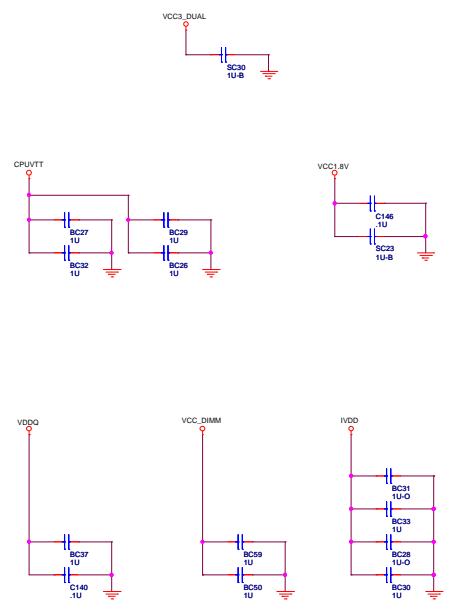 VCC3_DUAL
SC30
1U-B
CPUVTT
VCC1.8V
BC27
1U
BC29
1U
C146
.1U
BC32
1U
BC26
1U
SC23
1U-B
VDDQ
VCC_DIMM
IVDD
BC31
1U-O
BC33
1U
BC37
1U
BC59
1U
BC28
1U-O
C140
.1U
BC50
1U
BC30
1U